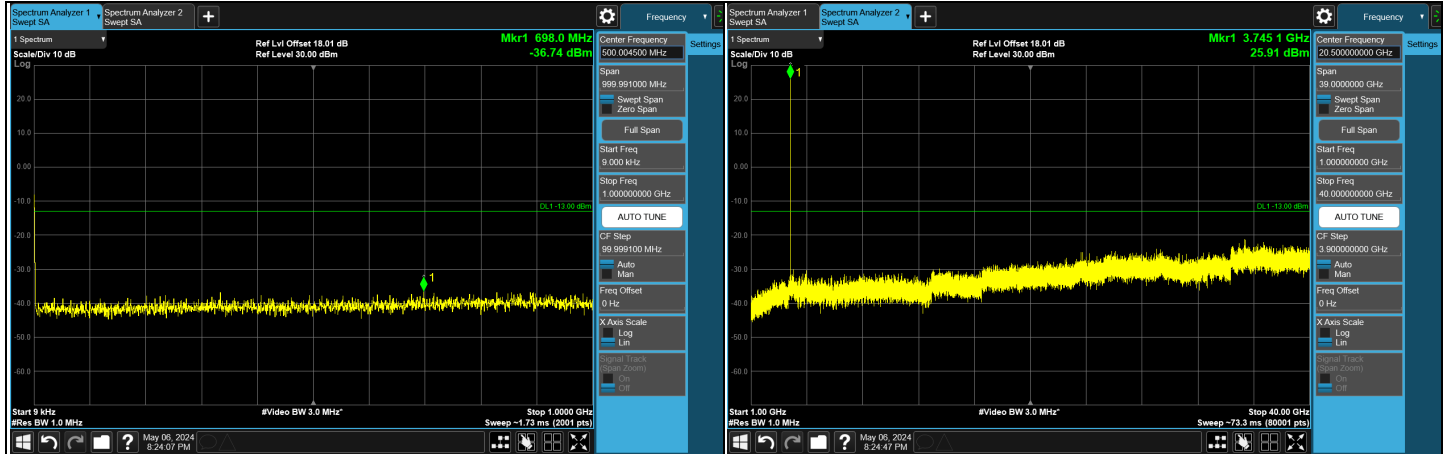 Spectrum Analyzer 1
Swept SA
Spectrum Analyzer 2
Swept SA
+
Frequency
1 Spectrum
Scale/Div 10 dB
Log
Ref Lvl Offset 18.01 dB
Ref Level 30.00 dBm
Mkr1 698.0 MHz
-36.74 dBm
20.0
10.0
0.00
-10.0
-20.0
-30.0
-40.0
-50.0
-60.0
DL1 -13.00 dBm
1
Start 9 kHz
#Res BW 1.0 MHz
#Video BW 3.0 MHz*
Stop 1.0000 GHz
Sweep ~1.73 ms (2001 pts)
Center Frequency
500.004500 MHz
Settings
Span
999.991000 MHz
Swept Span
Zero Span
Full Span
Start Freq
9.000 kHz
Stop Freq
1.000000000 GHz
AUTO TUNE
CF Step
99.999100 MHz
Auto
Man
Freq Offset
0 Hz
X Axis Scale
Log
Lin
Signal Track
(Span Zoom)
On
Off
?
May 06, 2024
8:24:07 PM
Spectrum Analyzer 1
Swept SA
Spectrum Analyzer 2
Swept SA
+
Frequency
1 Spectrum
Scale/Div 10 dB
Log
Ref Lvl Offset 18.01 dB
Ref Level 30.00 dBm
Mkr1 3.745 1 GHz
25.91 dBm
20.0
10.0
0.00
-10.0
-20.0
-30.0
-40.0
-50.0
-60.0
DL1 -13.00 dBm
1
Start 1.00 GHz
#Res BW 1.0 MHz
#Video BW 3.0 MHz*
Stop 40.00 GHz
Sweep ~73.3 ms (80001 pts)
Center Frequency
20.500000000 GHz
Settings
Span
39.0000000 GHz
Swept Span
Zero Span
Full Span
Start Freq
1.000000000 GHz
Stop Freq
40.000000000 GHz
AUTO TUNE
CF Step
3.900000000 GHz
Auto
Man
Freq Offset
0 Hz
X Axis Scale
Log
Lin
Signal Track
(Span Zoom)
On
Off
?
May 06, 2024
8:24:47 PM